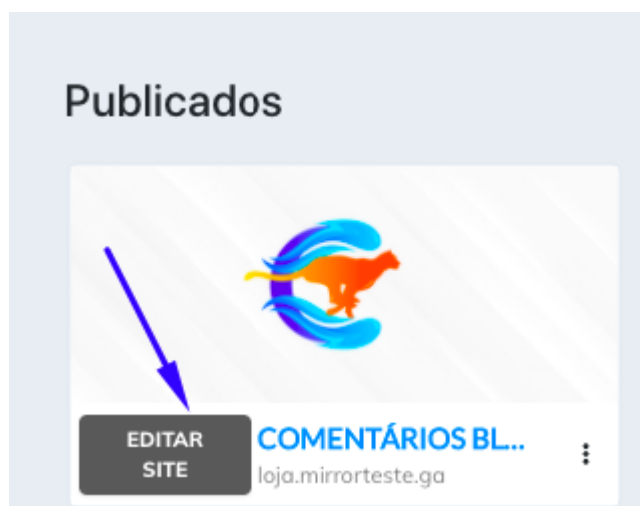 Publicados
EDITAR
SITE
COMENTÁRIOS BL...
loja.mirrorteste.ga